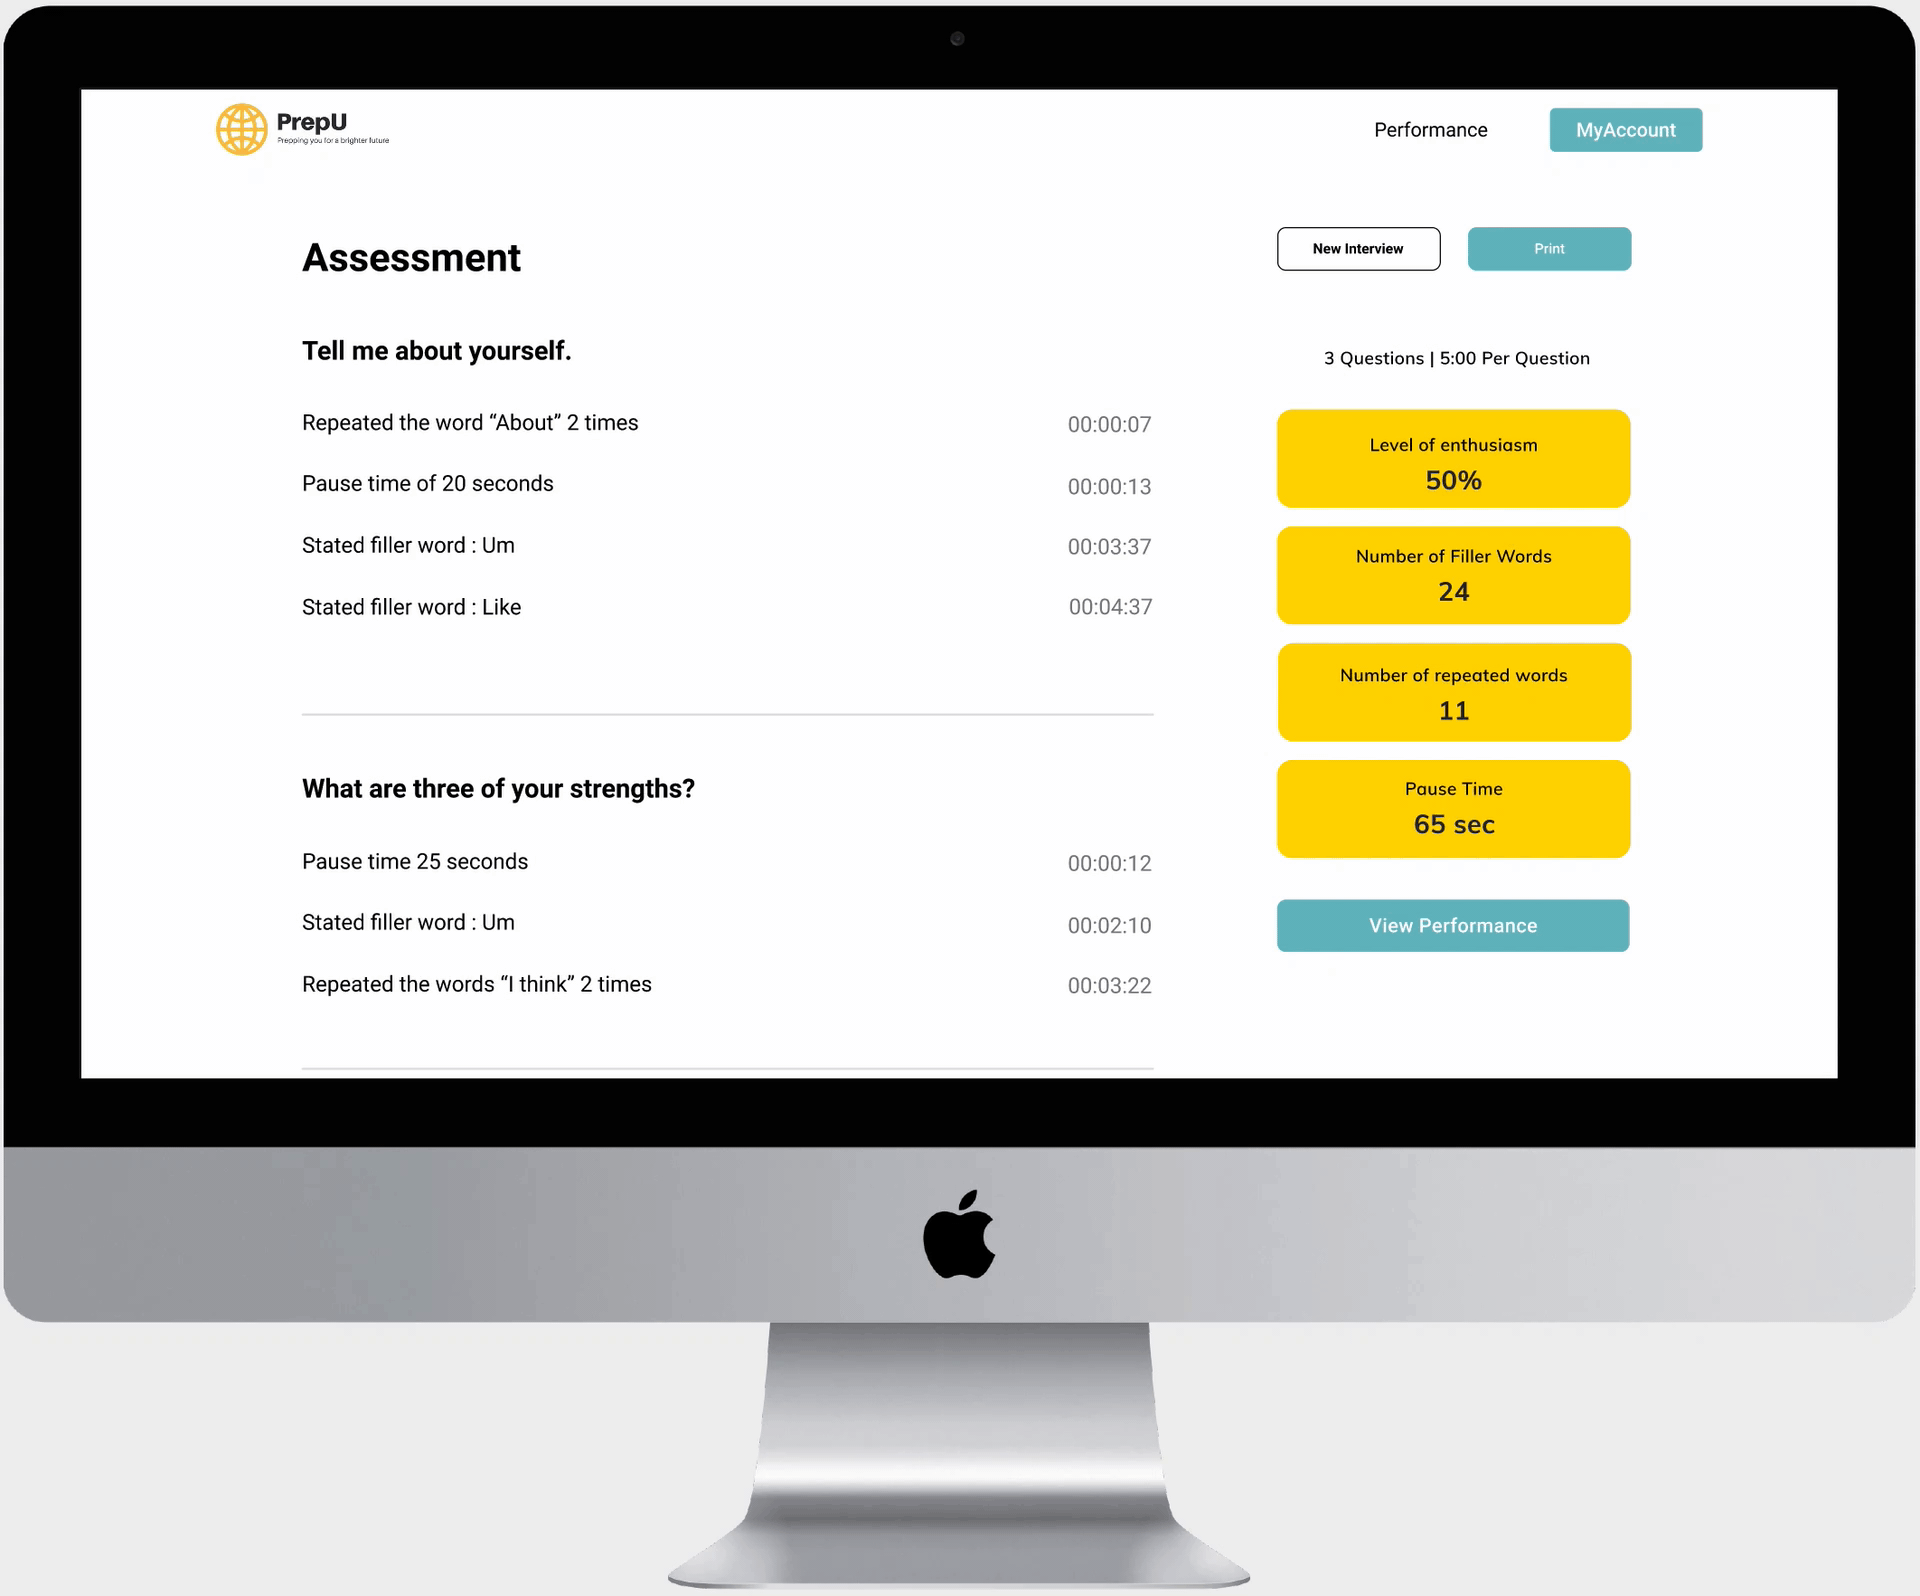 PrepU
Prepping you for a brighter future
Performance
MyAccount
Assessment
New Interview
Print
Tell me about yourself.
Repeated the word “About” 2 times
00:00:07
Pause time of 20 seconds
00:00:13
Stated filler word : Um
00:03:37
Stated filler word : Like
00:04:37
What are three of your strengths?
Pause time 25 seconds
00:00:12
Stated filler word : Um
00:02:10
Repeated the words “I think” 2 times
00:03:22
3 Questions | 5:00 Per Question
Level of enthusiasm
50%
Number of Filler Words
24
Number of repeated words
11
Pause Time
65 sec
View Performance